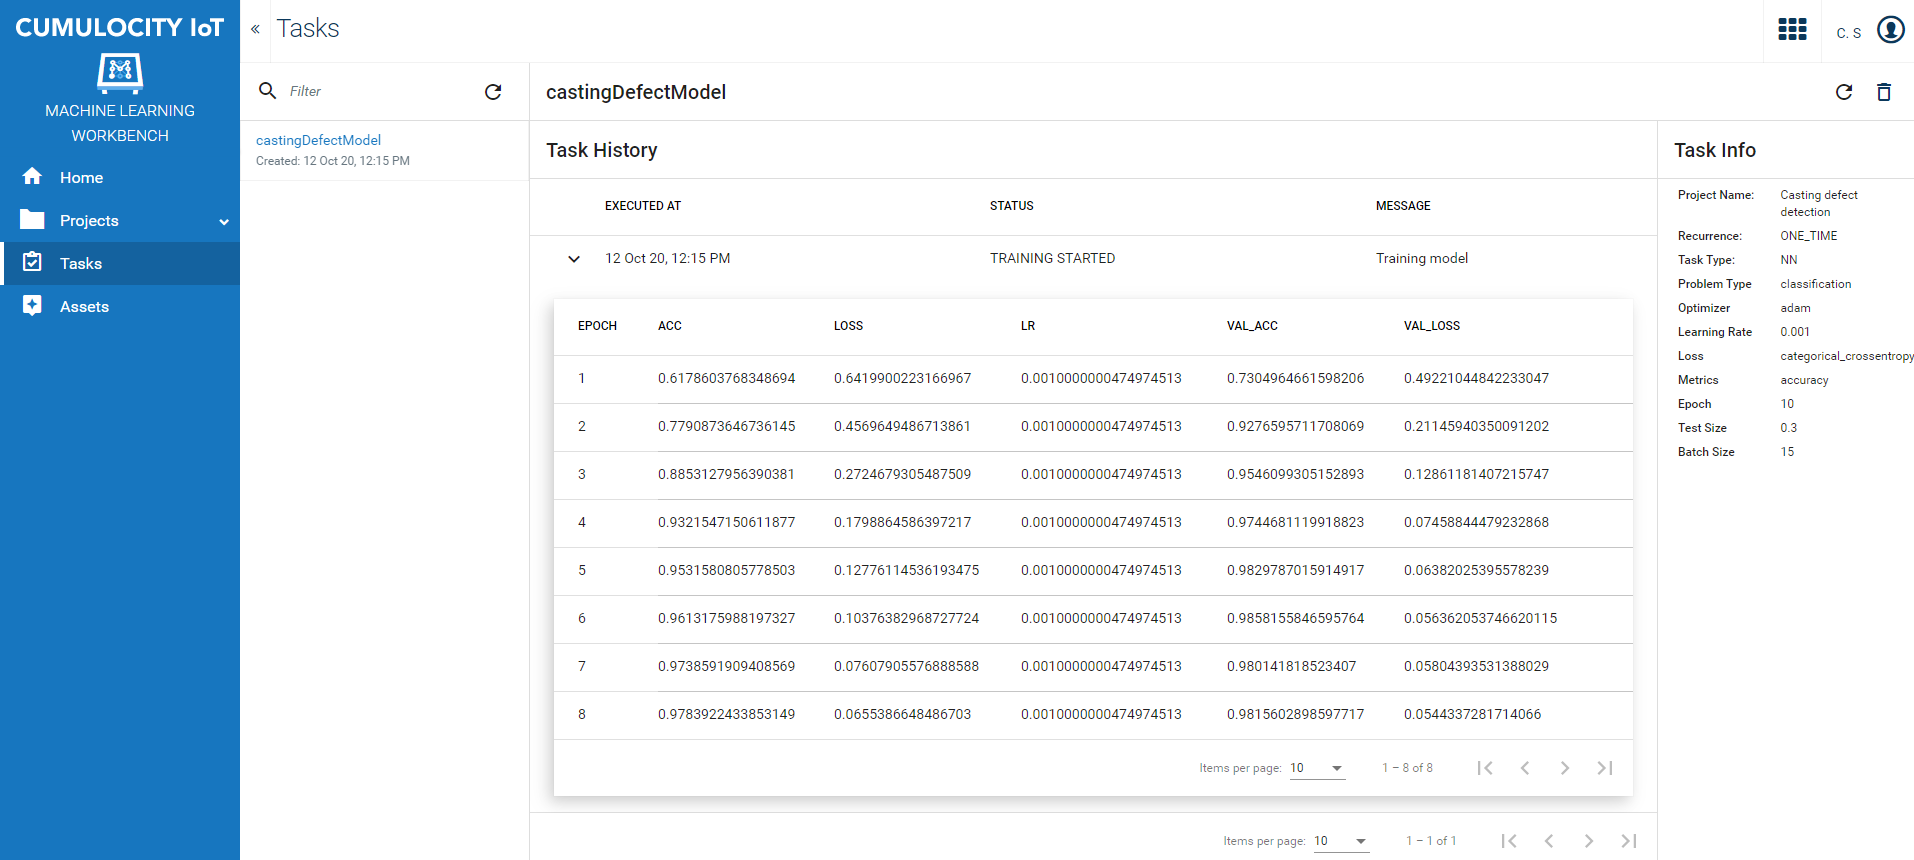 CUMULOCITY IoT
MACHINE LEARNING
WORKBENCH
Home
Projects
Tasks
Assets
« Tasks
C. S
Filter
castingDefectModel
Created: 12 Oct 20, 12:15 PM
castingDefectModel
Task History
EXECUTED AT STATUS MESSAGE
12 Oct 20, 12:15 PM TRAINING STARTED Training model
EPOCH ACC LOSS LR VAL_ACC VAL_LOSS
1 0.6178603768348694 0.6419900223166967 0.0010000000474974513 0.7304964661598206 0.49221044842233047
2 0.7790873646736145 0.4569649486713861 0.0010000000474974513 0.9276595711708069 0.21145940350091202
3 0.8853127956390381 0.2724679305487509 0.0010000000474974513 0.9546099305152893 0.12861181407215747
4 0.9321547150611877 0.1798864586397217 0.0010000000474974513 0.9744681119918823 0.07458844479232868
5 0.9531580805778503 0.12776114536193475 0.0010000000474974513 0.9829787015914917 0.06382025395578239
6 0.9613175988197327 0.10376382968727724 0.0010000000474974513 0.9858155846595764 0.056362053746620115
7 0.9738591909408569 0.07607905576888588 0.0010000000474974513 0.980141818523407 0.05804393531388029
8 0.9783922433853149 0.0655386648486703 0.0010000000474974513 0.9815602898597717 0.0544337281714066
Items per page: 10 1 – 8 of 8
Items per page: 10 1 – 1 of 1
Task Info
Project Name: Casting defect
detection
Recurrence: ONE_TIME
Task Type: NN
Problem Type classification
Optimizer adam
Learning Rate 0.001
Loss categorical_crossentropy
Metrics accuracy
Epoch 10
Test Size 0.3
Batch Size 15